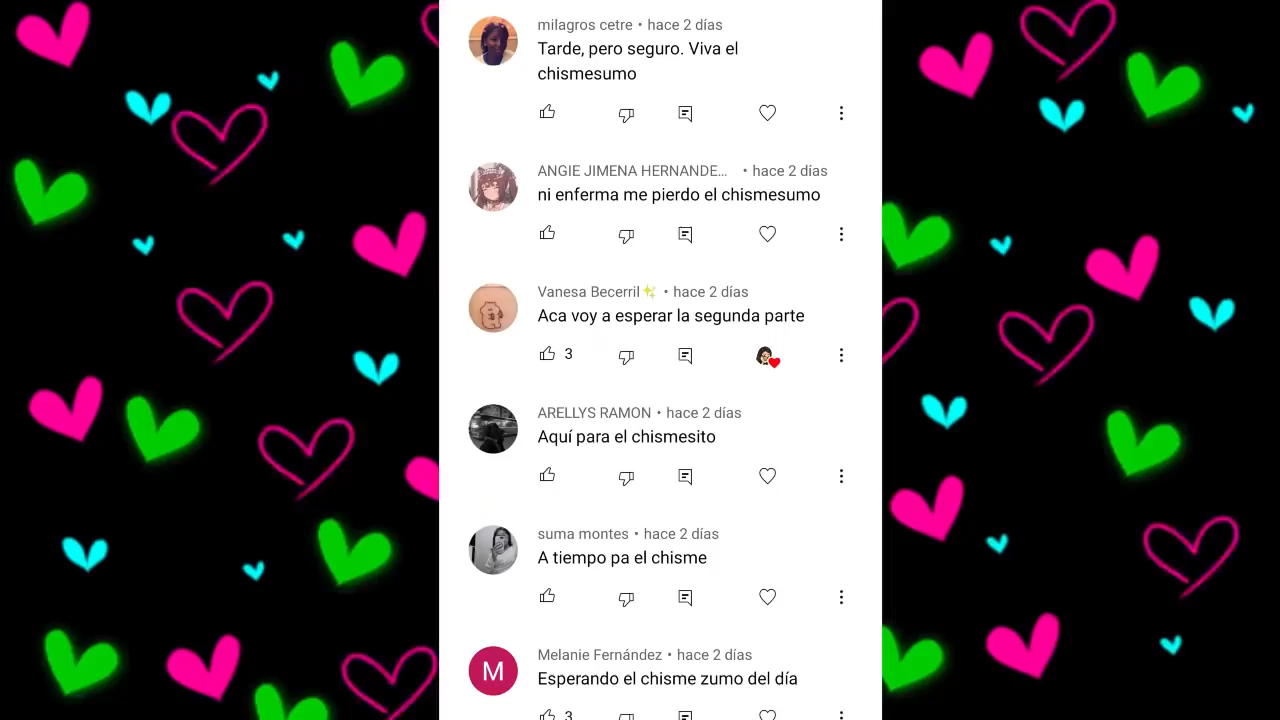 milagros cetre • hace 2 días
Tarde, pero seguro. Viva el
chismesumo
ANGIE JIMENA HERNANDE... • hace 2 días
ni enferma me pierdo el chismesumo
Vanesa Becerril✨ • hace 2 días
Aca voy a esperar la segunda parte
3
ARELLYS RAMON • hace 2 días
Aquí para el chismesito
suma montes • hace 2 días
A tiempo pa el chisme
M
Melanie Fernández • hace 2 días
Esperando el chisme zumo del día
3